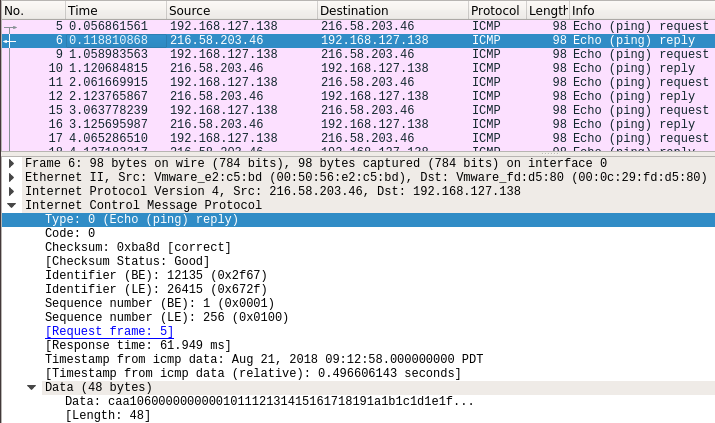 No. Time Source Destination Protocol Length Info
5 0.056861561 192.168.127.138 216.58.203.46 ICMP 98 Echo (ping) request
6 0.118810868 216.58.203.46 192.168.127.138 ICMP 98 Echo (ping) reply
9 1.058983563 192.168.127.138 216.58.203.46 ICMP 98 Echo (ping) request
10 1.120684815 216.58.203.46 192.168.127.138 ICMP 98 Echo (ping) reply
11 2.061669915 192.168.127.138 216.58.203.46 ICMP 98 Echo (ping) request
12 2.123765867 216.58.203.46 192.168.127.138 ICMP 98 Echo (ping) reply
15 3.063778239 192.168.127.138 216.58.203.46 ICMP 98 Echo (ping) request
16 3.125695987 216.58.203.46 192.168.127.138 ICMP 98 Echo (ping) reply
17 4.065286510 192.168.127.138 216.58.203.46 ICMP 98 Echo (ping) request
Frame 6: 98 bytes on wire (784 bits), 98 bytes captured (784 bits) on interface 0
Ethernet II, Src: Vmware_e2:c5:bd (00:50:56:e2:c5:bd), Dst: Vmware_fd:d5:80 (00:0c:29:fd:d5:80)
Internet Protocol Version 4, Src: 216.58.203.46, Dst: 192.168.127.138
Internet Control Message Protocol
Type: 0 (Echo (ping) reply)
Code: 0
Checksum: 0xba8d [correct]
[Checksum Status: Good]
Identifier (BE): 12135 (0x2f67)
Identifier (LE): 26415 (0x672f)
Sequence number (BE): 1 (0x0001)
Sequence number (LE): 256 (0x0100)
[Request frame: 5]
[Response time: 61.949 ms]
Timestamp from icmp data: Aug 21, 2018 09:12:58.000000000 PDT
[Timestamp from icmp data (relative): 0.496606143 seconds]
Data (48 bytes)
Data: caa1060000000000101112131415161718191a1b1c1d1e1f...
[Length: 48]